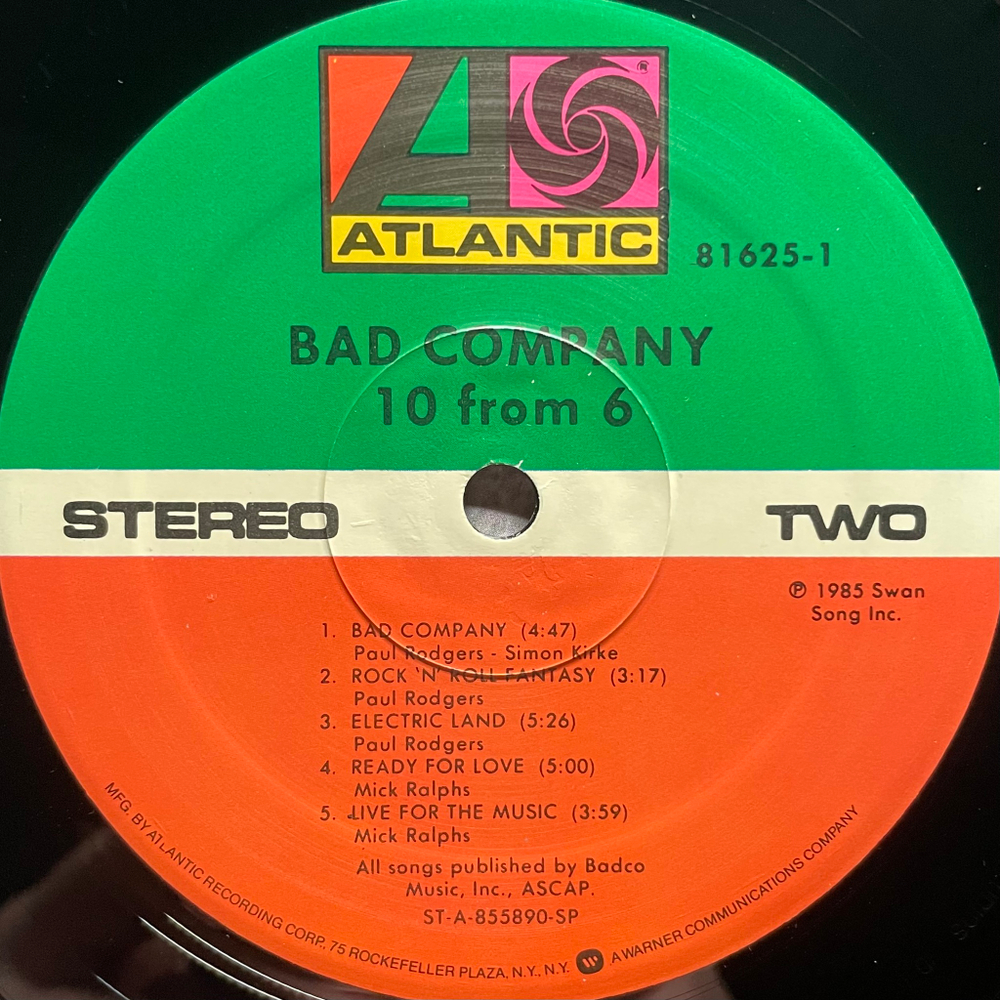 ATLANTIC ®
81625-1
BAD COMPANY
10 from 6
STEREO
TWO
℗ 1985 Swan
Song Inc.
1. BAD COMPANY (4:47)
Paul Rodgers - Simon Kirke
2. ROCK 'N' ROLL FANTASY (3:17)
Paul Rodgers
3. ELECTRIC LAND (5:26)
Paul Rodgers
4. READY FOR LOVE (5:00)
Mick Ralphs
5. LIVE FOR THE MUSIC (3:59)
Mick Ralphs
All songs published by Badco
Music, Inc., ASCAP.
ST-A-855890-SP
MFG. BY ATLANTIC RECORDING CORP., 75 ROCKEFELLER PLAZA, N.Y., N.Y. A WARNER COMMUNICATIONS COMPANY